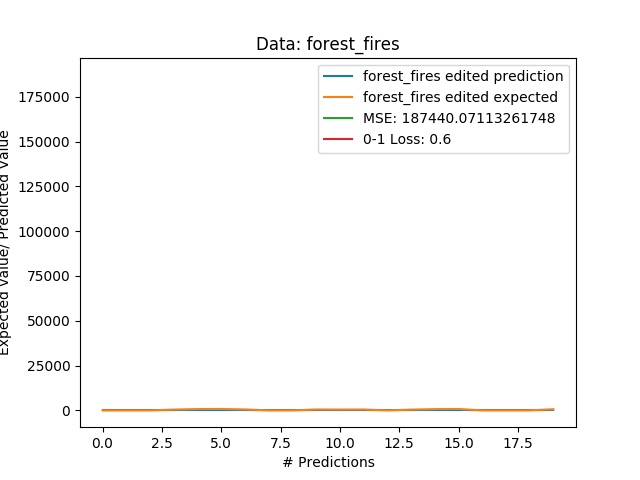 Data: forest_fires
forest_fires edited prediction
forest_fires edited expected
MSE: 187440.07113261748
0-1 Loss: 0.6
175000
150000
125000
100000
75000
50000
25000
0
Expected Value/ Predicted Value
0.0 2.5 5.0 7.5 10.0 12.5 15.0 17.5
# Predictions